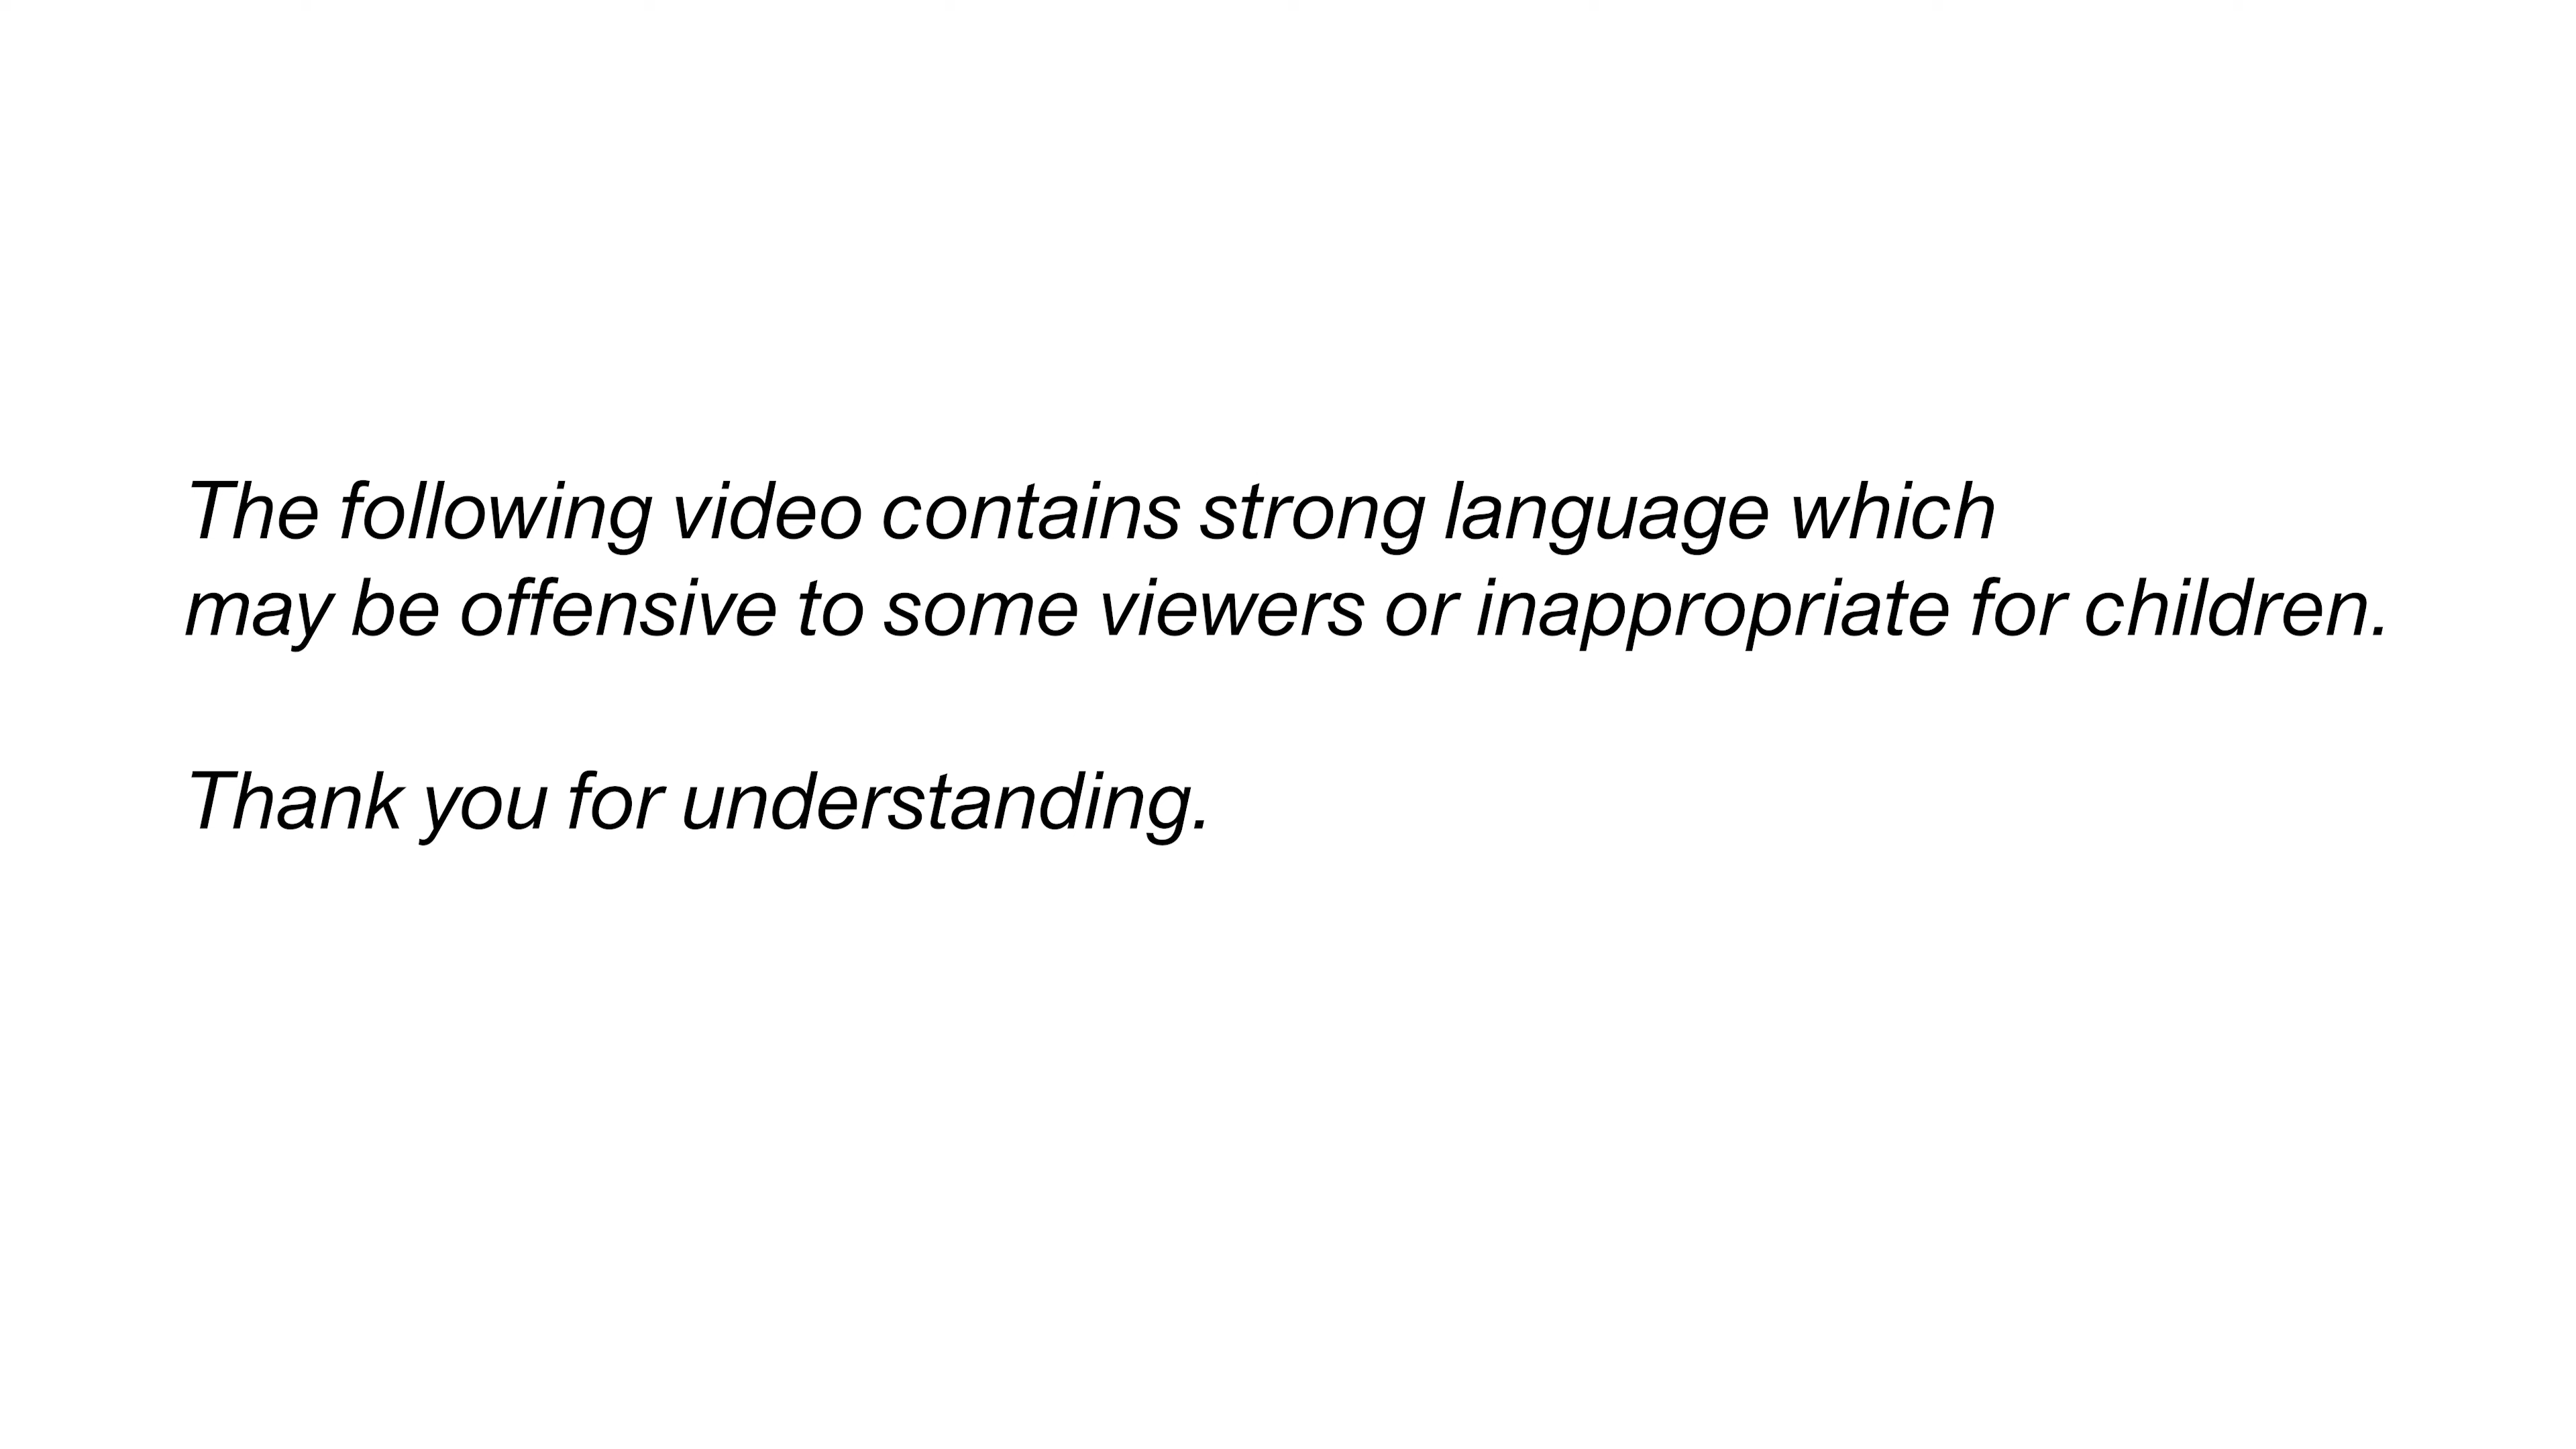 The following video contains strong language which
may be offensive to some viewers or inappropriate for children.
Thank you for understanding.